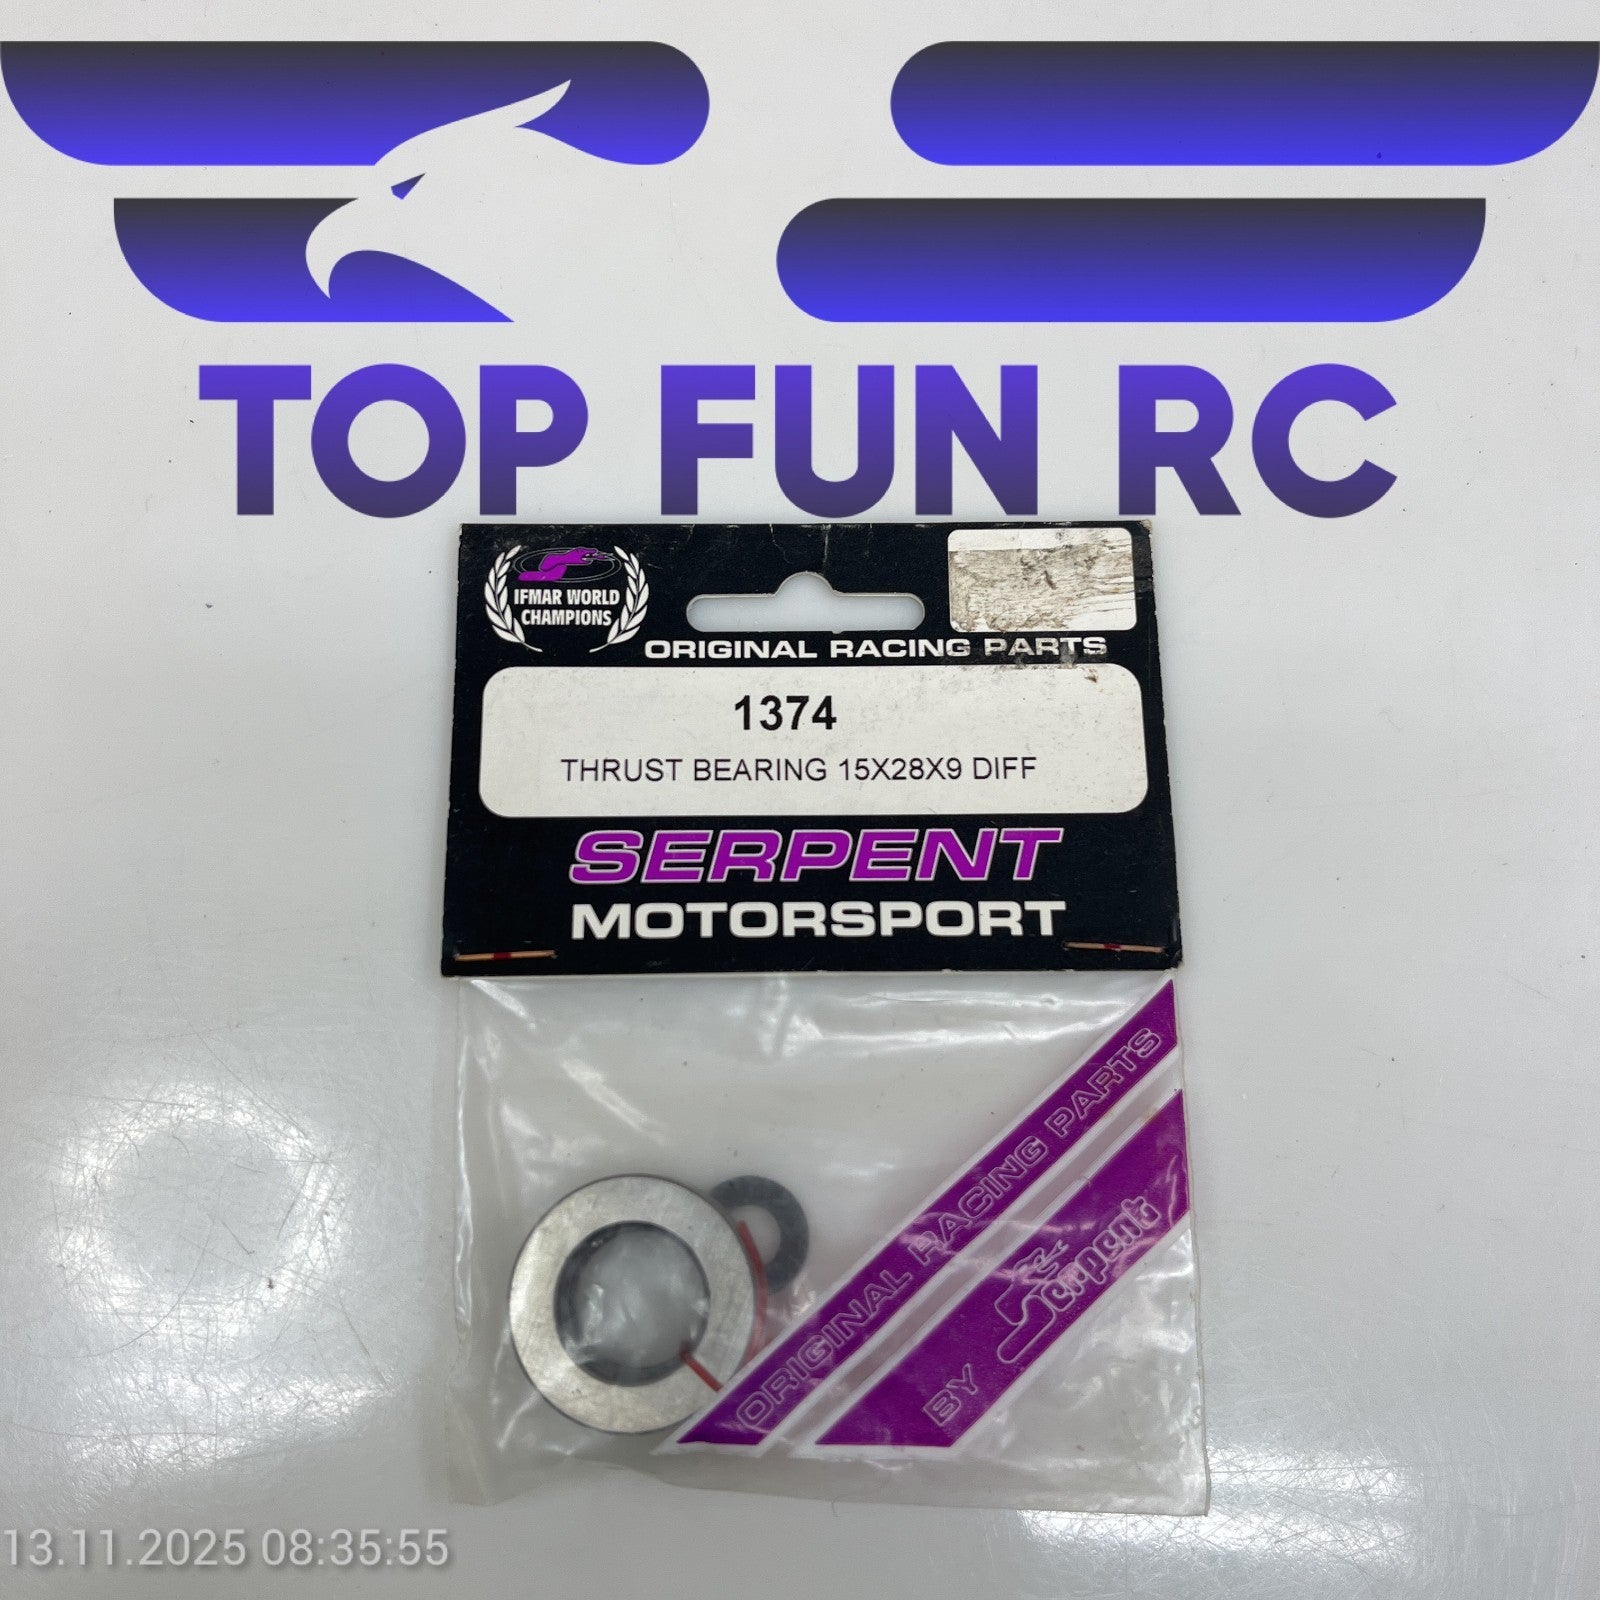 TOP FUN RC
IFMAR WORLD
CHAMPIONS
ORIGINAL RACING PARTS
1374
THRUST BEARING 15X28X9 DIFF
SERPENT
MOTORSPORT
ORIGINAL RACING PARTS
BY Serpent
13.11.2025 08:35:55